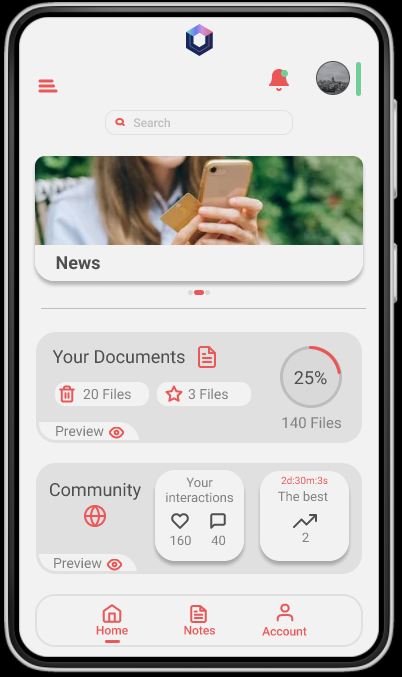 Search
News
Your Documents
25%
20 Files
3 Files
140 Files
Preview
Community
Your
interactions
160
40
2d:30m:3s
The best
2
Preview
Home
Notes
Account